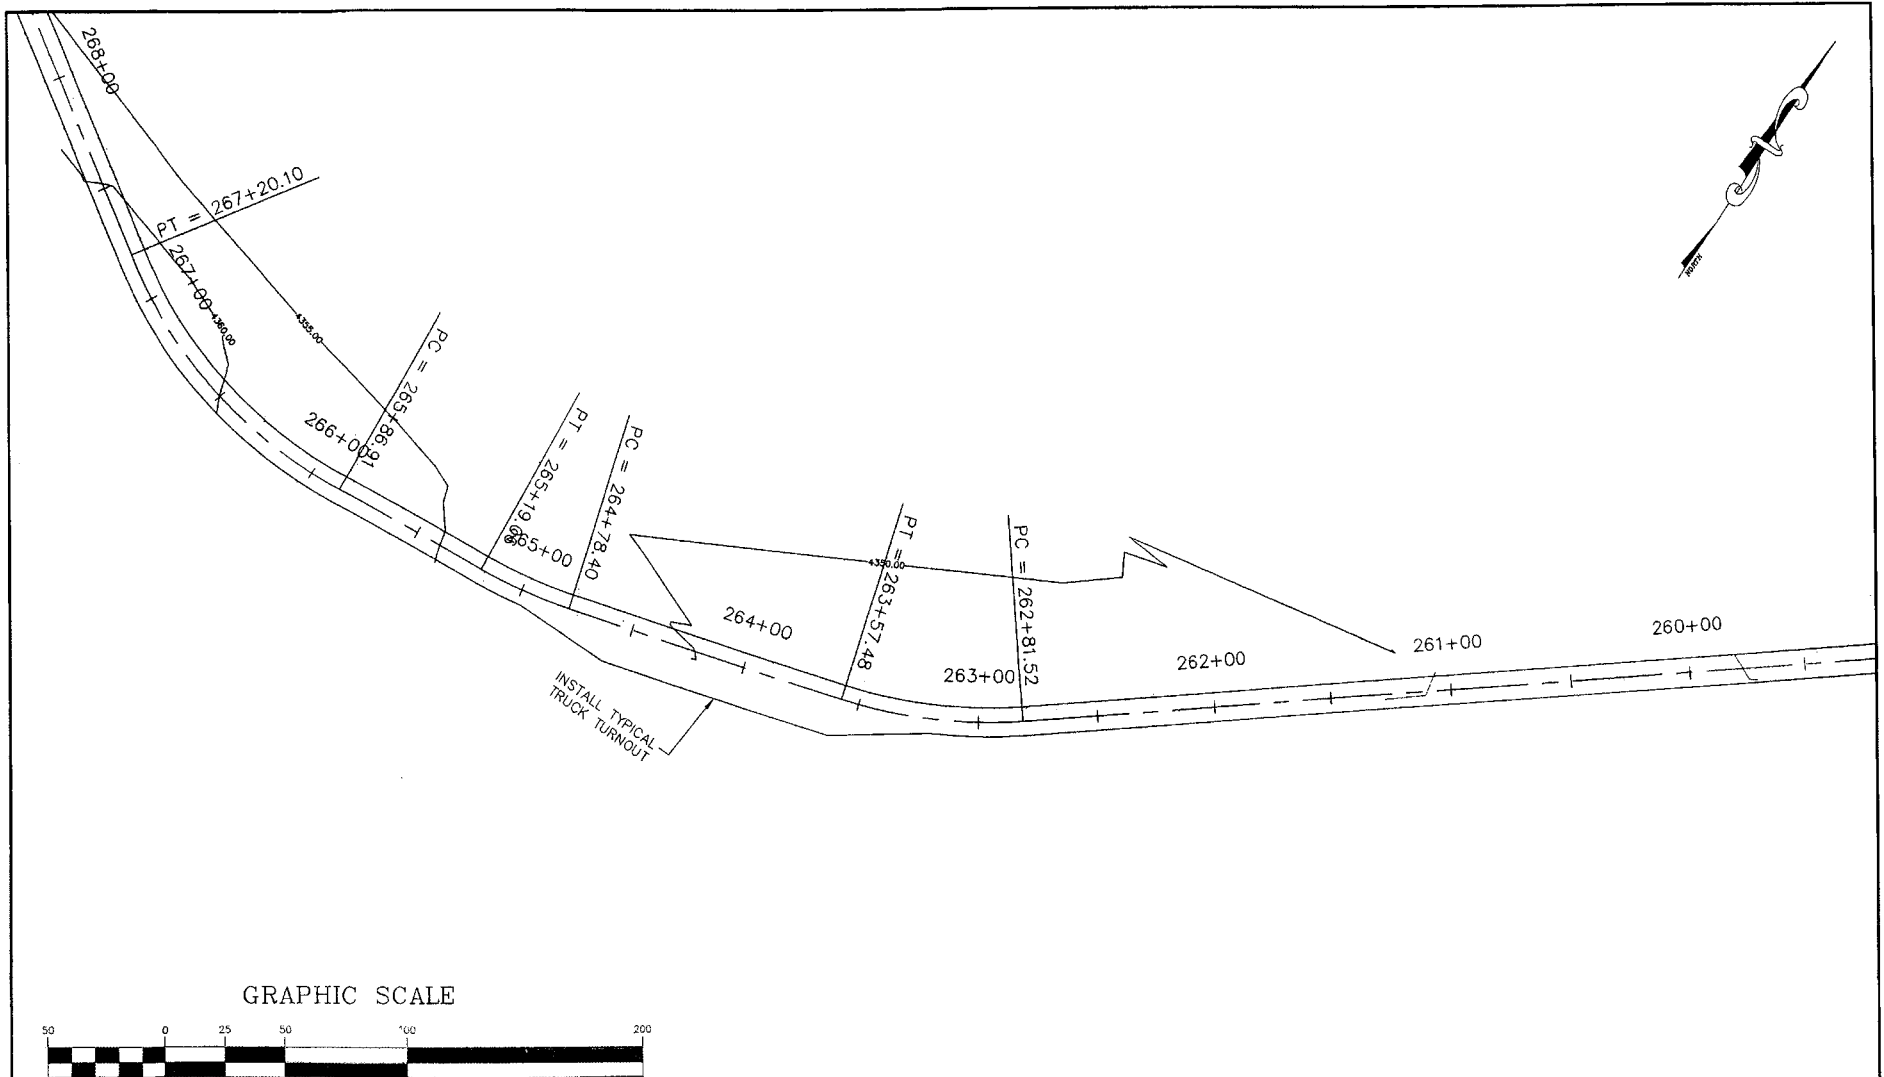 268+00
PT = 267+20.10
267+00
4360.00
4355.00
PC = 265+86.91
266+00
PT = 265+19.
265+00
PC = 264+78.40
264+00
4350.00
PT = 263+57.48
PC = 262+81.52
263+00
262+00
261+00
260+00
NORTH
INSTALL TYPICAL
TRUCK TURNOUT
GRAPHIC SCALE
50 0 25 50 100 200